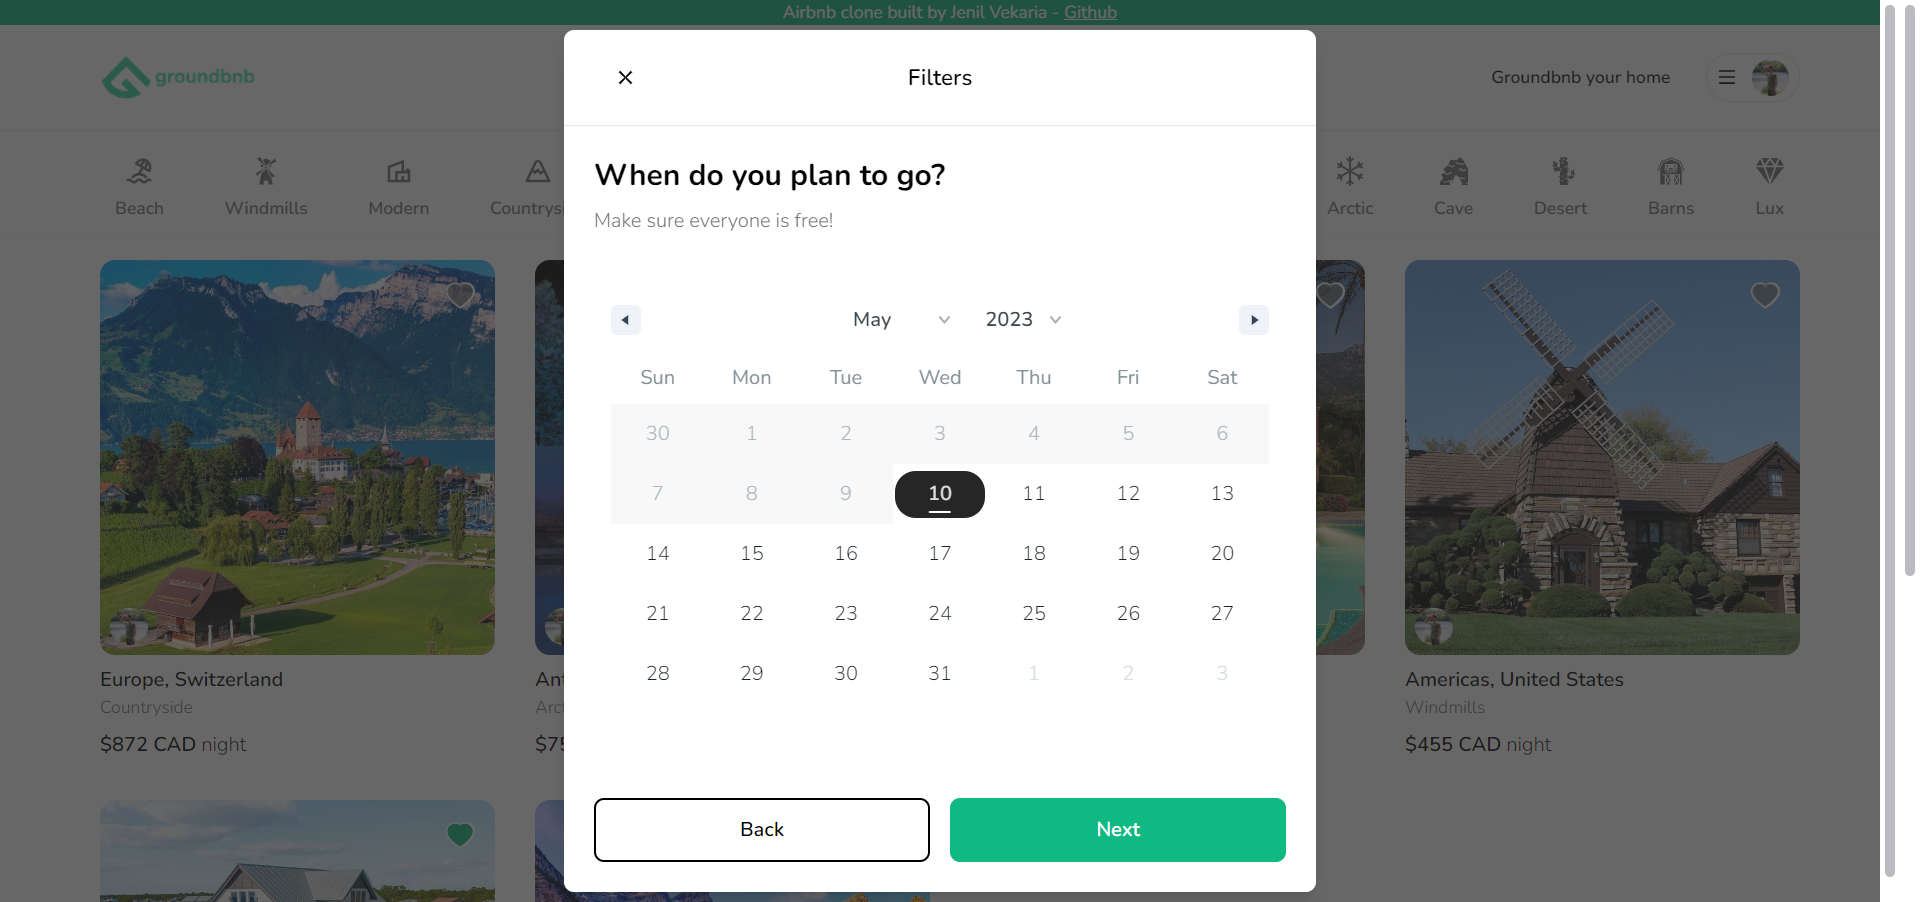 Airbnb clone built by Jenil Vekaria - Github
groundbnb
Groundbnb your home
Filters
Beach
Windmills
Modern
Arctic
Cave
Desert
Barns
Lux
When do you plan to go?
Make sure everyone is free!
May 2023
Sun Mon Tue Wed Thu Fri Sat
30 1 2 3 4 5 6
7 8 9 10 11 12 13
14 15 16 17 18 19 20
21 22 23 24 25 26 27
28 29 30 31 1 2 3
Back
Next
Europe, Switzerland
Countryside
$872 CAD night
Americas, United States
Windmills
$455 CAD night